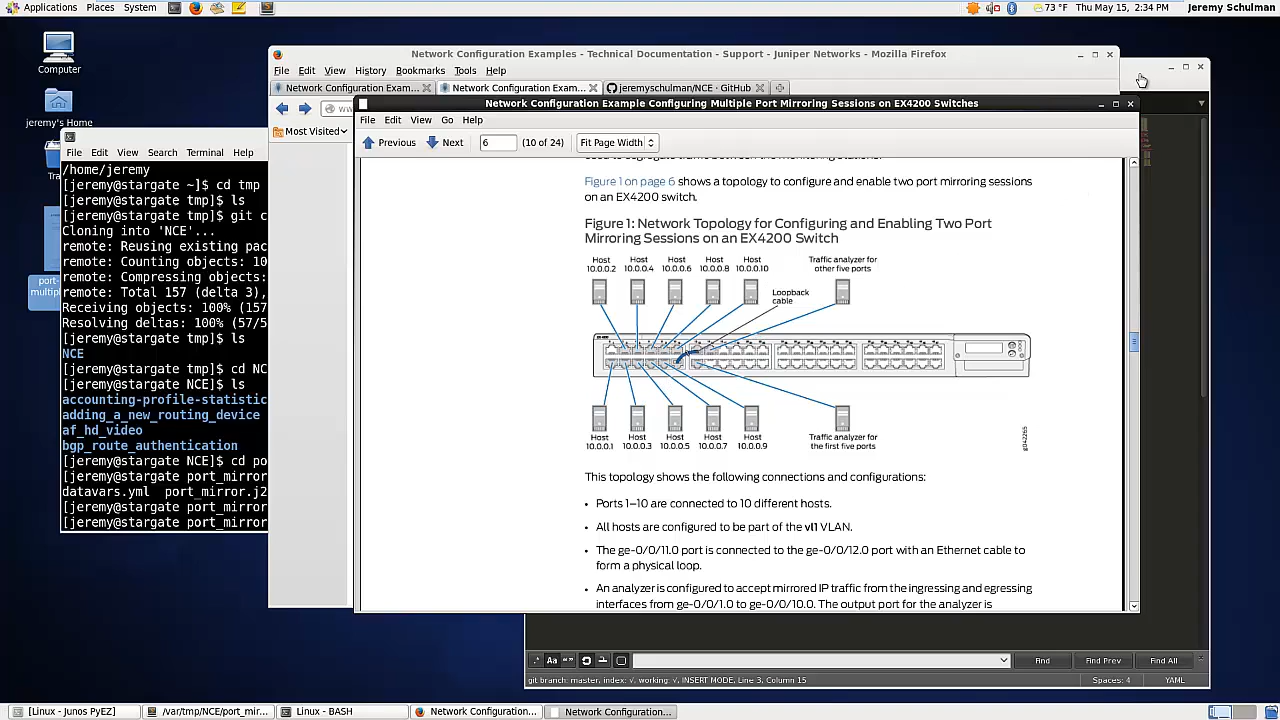 Applications Places System
73 °F Thu May 15, 2:34 PM Jeremy Schulman
Computer
jeremy's Home
Tra
port-
multip
File Edit View Search Terminal Help
/home/jeremy
[jeremy@stargate ~]$ cd tmp
[jeremy@stargate tmp]$ ls
[jeremy@stargate tmp]$ git c
Cloning into 'NCE'...
remote: Reusing existing pac
remote: Counting objects: 10
remote: Compressing objects:
remote: Total 157 (delta 3),
Receiving objects: 100% (157
Resolving deltas: 100% (57/5
[jeremy@stargate tmp]$ ls
NCE
[jeremy@stargate tmp]$ cd NC
[jeremy@stargate NCE]$ ls
accounting-profile-statistic
adding_a_new_routing_device
af_hd_video
bgp_route_authentication
[jeremy@stargate NCE]$ cd po
[jeremy@stargate port_mirror
datavars.yml port_mirror.j2
[jeremy@stargate port_mirror
[jeremy@stargate port_mirror
Network Configuration Examples - Technical Documentation - Support - Juniper Networks - Mozilla Firefox
File Edit View History Bookmarks Tools Help
Network Configuration Exam... Network Configuration Exam... jeremyschulman/NCE · GitHub
ww
Most Visited
Network Configuration Example Configuring Multiple Port Mirroring Sessions on EX4200 Switches
File Edit View Go Help
Previous Next 6 (10 of 24) Fit Page Width
used to segregate traffic between the monitoring stations.
Figure 1 on page 6 shows a topology to configure and enable two port mirroring sessions
on an EX4200 switch.
Figure 1: Network Topology for Configuring and Enabling Two Port
Mirroring Sessions on an EX4200 Switch
Host Host Host Host Host Traffic analyzer for
10.0.0.2 10.0.0.4 10.0.0.6 10.0.0.8 10.0.0.10 other five ports
Loopback
cable
Host Host Host Host Host Traffic analyzer for
10.0.0.1 10.0.0.3 10.0.0.5 10.0.0.7 10.0.0.9 the first five ports
g042265
This topology shows the following connections and configurations:
• Ports 1–10 are connected to 10 different hosts.
• All hosts are configured to be part of the vl1 VLAN.
• The ge-0/0/11.0 port is connected to the ge-0/0/12.0 port with an Ethernet cable to
form a physical loop.
• An analyzer is configured to accept mirrored IP traffic from the ingressing and egressing
interfaces from ge-0/0/1.0 to ge-0/0/10.0. The output port for the analyzer is
.* Aa “” Find Find Prev Find All
git branch: master, index: √, working: √, INSERT MODE, Line 3, Column 15 Spaces: 4 YAML
[Linux - Junos PyEZ] /var/tmp/NCE/port_mir... Linux - BASH Network Configuration... Network Configuration...